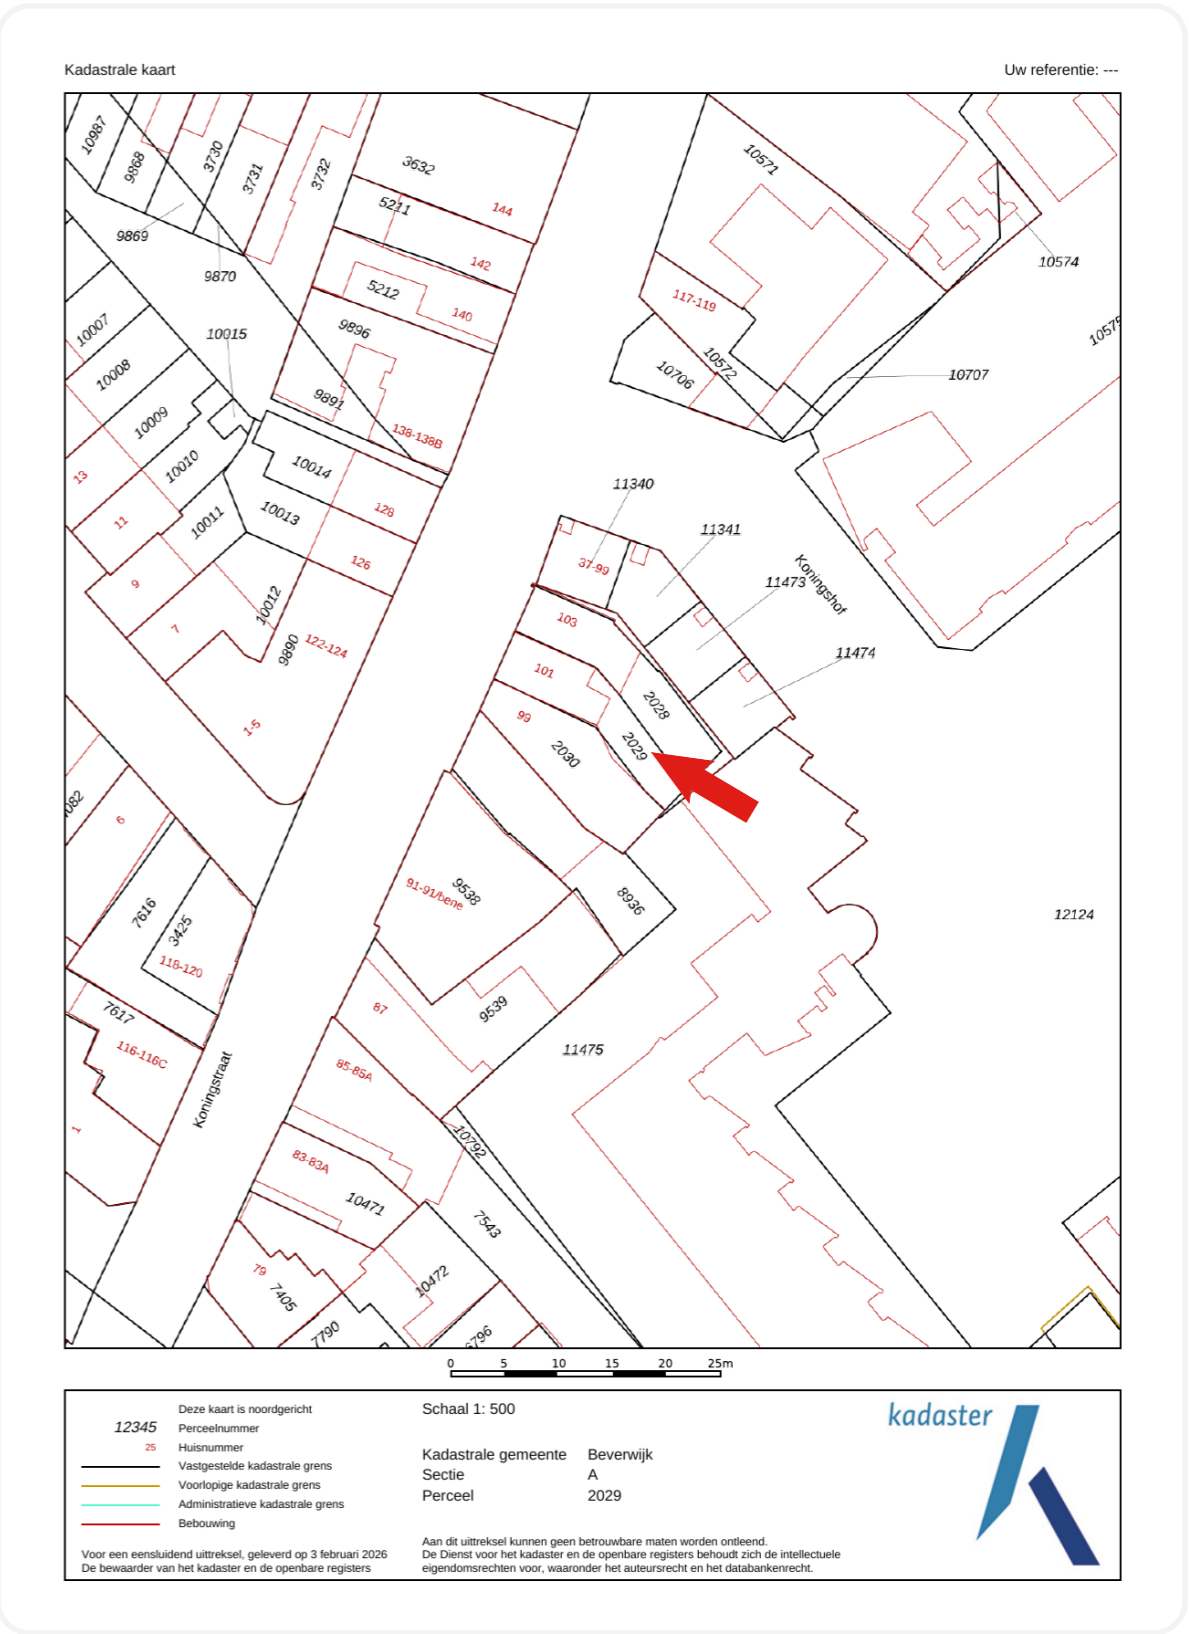 Kadastrale kaart
Uw referentie: ---
10987
9868
3730
3731
3732
3632
5211
144
142
9869
9870
5212
140
10571
10574
117-119
10572
10706
10707
10007
10008
10015
9896
9891
138-138B
10009
10010
10014
128
13
11
10011
10013
126
11340
11341
37-99
11473
Koningshof
11474
9
7
10012
9890
122-124
103
101
99
2028
2029
2030
1-5
6
7616
3425
118-120
91-91/bene
9538
8936
12124
7617
116-116C
87
9539
11475
85-85A
Koningstraat
1
10792
83-83A
10471
7543
79
7405
10472
7790
0 5 10 15 20 25m
Deze kaart is noordgericht
12345 Perceelnummer
25 Huisnummer
Vastgestelde kadastrale grens
Voorlopige kadastrale grens
Administratieve kadastrale grens
Bebouwing
Voor een eensluidend uittreksel, geleverd op 3 februari 2026
De bewaarder van het kadaster en de openbare registers
Schaal 1: 500
Kadastrale gemeente Beverwijk
Sectie A
Perceel 2029
Aan dit uittreksel kunnen geen betrouwbare maten worden ontleend.
De Dienst voor het kadaster en de openbare registers behoudt zich de intellectuele
eigendomsrechten voor, waaronder het auteursrecht en het databankenrecht.
kadaster